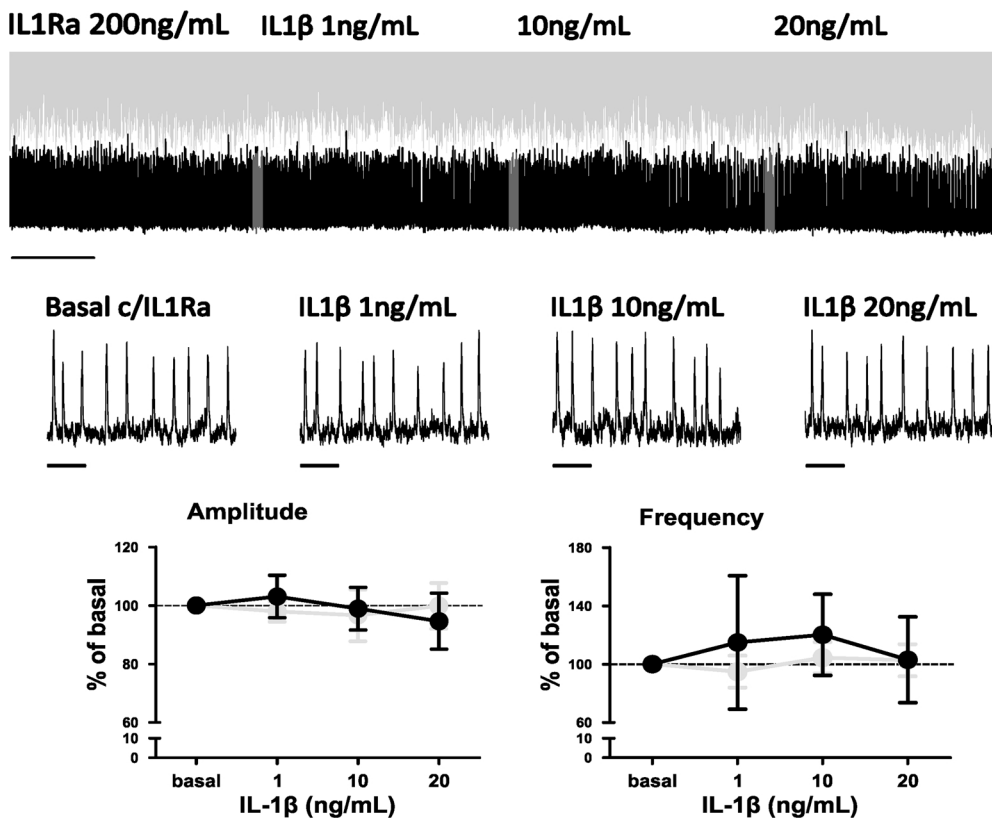 IL1Ra 200ng/mL IL1β 1ng/mL 10ng/mL 20ng/mL
Basal c/IL1Ra IL1β 1ng/mL IL1β 10ng/mL IL1β 20ng/mL
Amplitude
% of basal
120
100
80
60
10
0
basal 1 10 20
IL-1β (ng/mL)
Frequency
% of basal
180
140
100
60
10
0
basal 1 10 20
IL-1β (ng/mL)